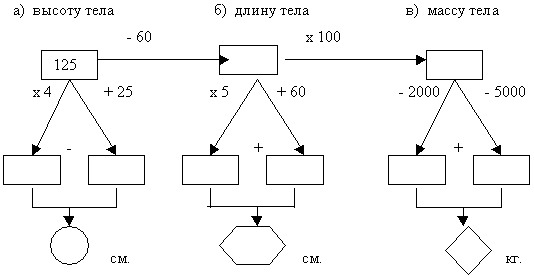 а) высоту тела б) длину тела в) массу тела
- 60 х 100
125
х 4 + 25 х 5 + 60 - 2000 - 5000
- + +
см. см. кг.